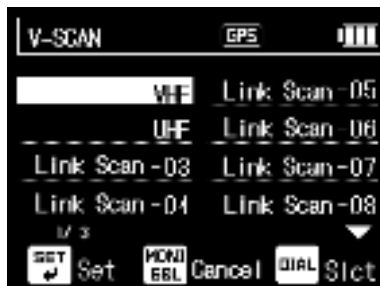 V-SCAN GPS
VHF Link Scan-05
UHF Link Scan-06
Link Scan-03 Link Scan-07
Link Scan-04 Link Scan-08
1/ 3
SET Set MONI Cancel DIAL Slct